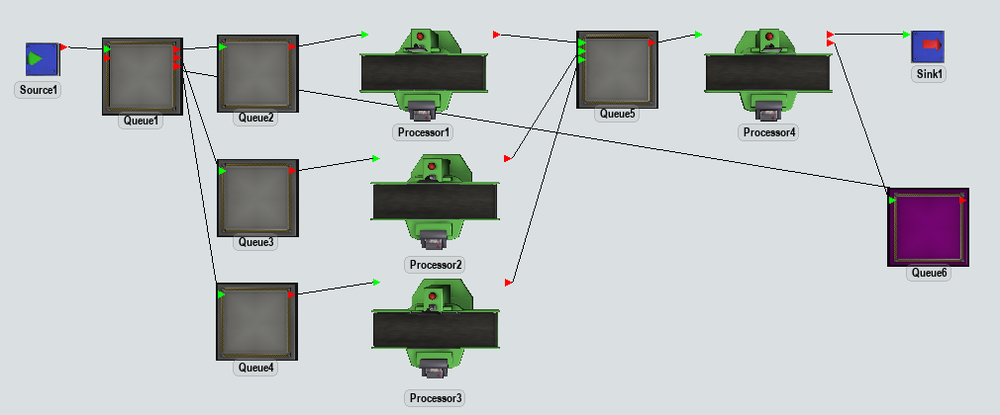 Source1
Queue1
Queue2
Processor1
Queue5
Processor4
Sink1
Queue3
Processor2
Queue6
Queue4
Processor3